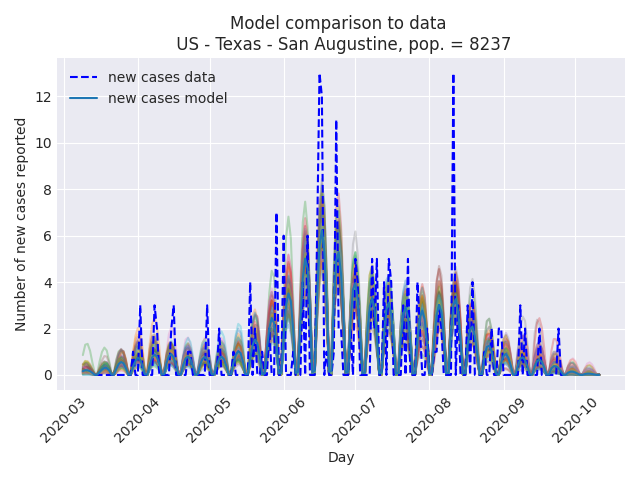 Model comparison to data
US - Texas - San Augustine, pop. = 8237
new cases data
new cases model
Number of new cases reported
12
10
8
6
4
2
0
2020-03
2020-04
2020-05
2020-06
2020-07
2020-08
2020-09
2020-10
Day